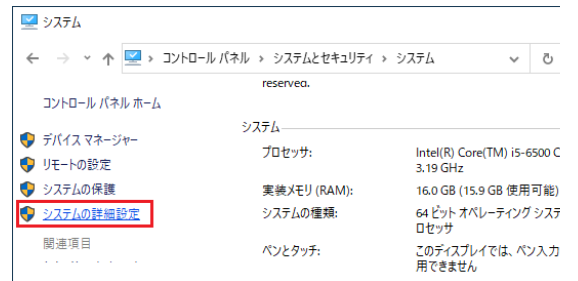 システム
コントロール パネル > システムとセキュリティ > システム
reserved.
コントロール パネル ホーム
システム
デバイス マネージャー
プロセッサ: Intel(R) Core(TM) i5-6500 C
リモートの設定
3.19 GHz
システムの保護
実装メモリ (RAM): 16.0 GB (15.9 GB 使用可能)
システムの詳細設定
システムの種類: 64 ビット オペレーティング システ
ロセッサ
関連項目
ペンとタッチ: このディスプレイでは、ペン入力
用できません